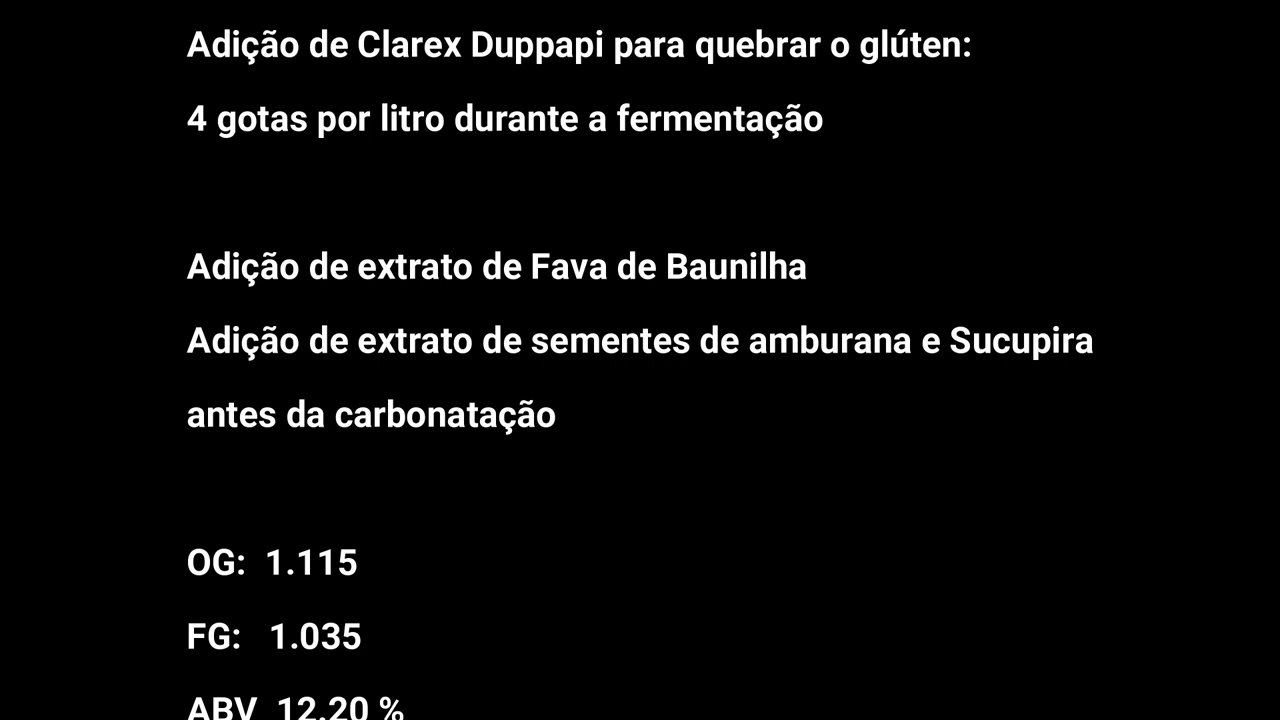 Adição de Clarex Duppapi para quebrar o glúten:
4 gotas por litro durante a fermentação
Adição de extrato de Fava de Baunilha
Adição de extrato de sementes de amburana e Sucupira
antes da carbonatação
OG: 1.115
FG: 1.035
ABV 12.20 %